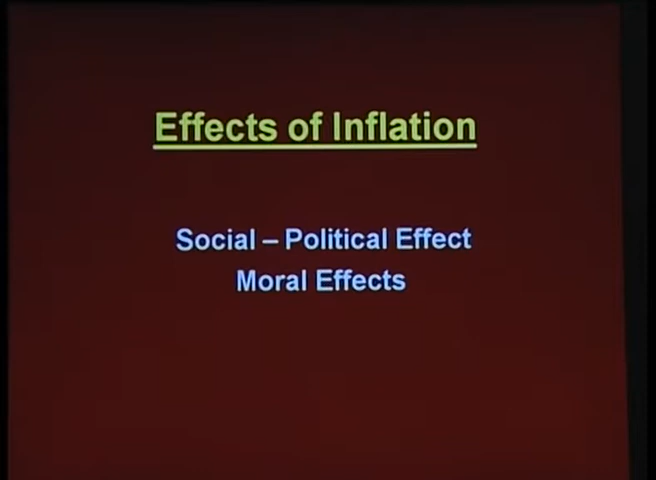 Effects of Inflation
Social – Political Effect
Moral Effects